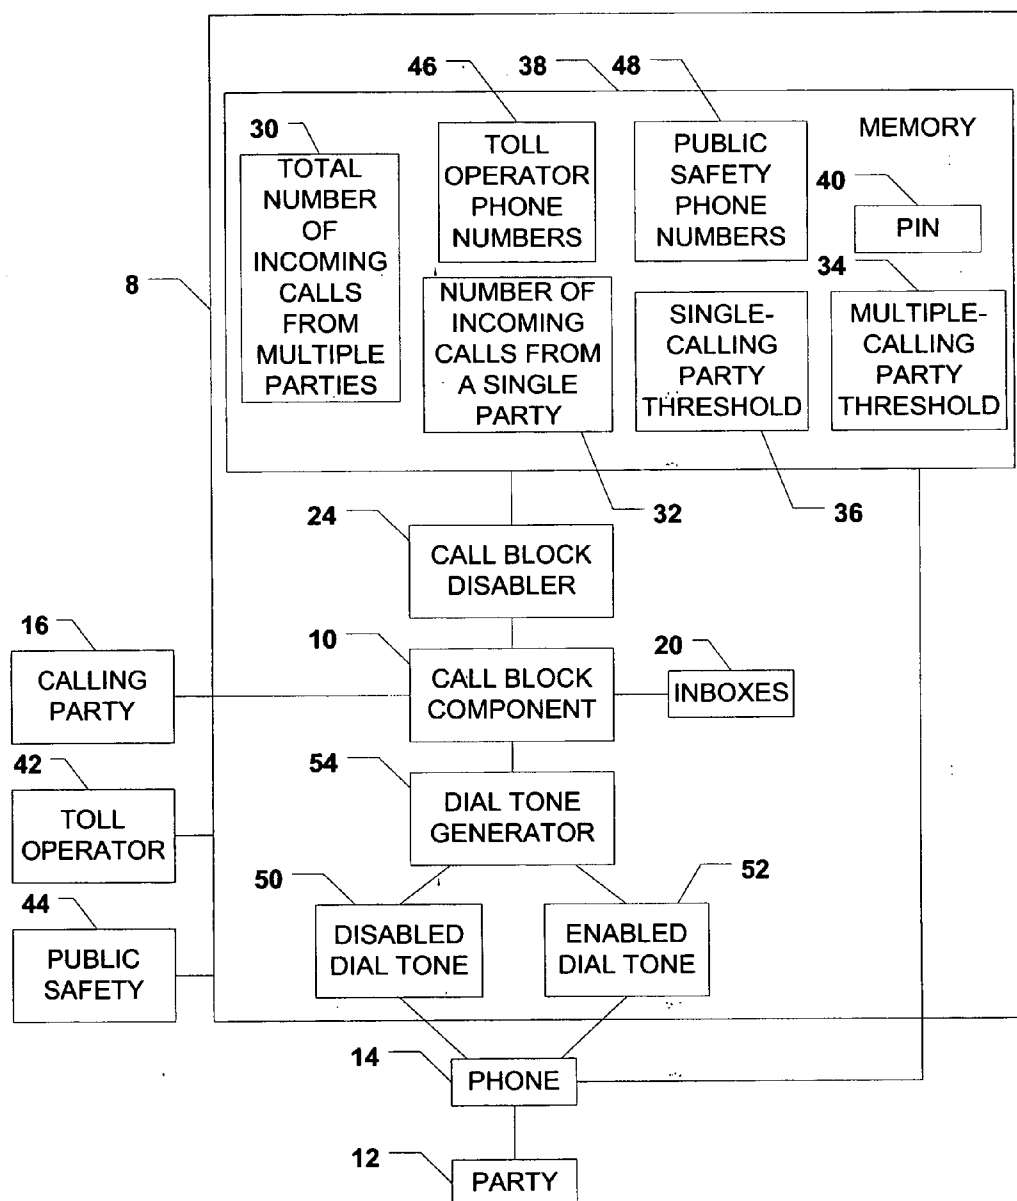 46
38
48
30
TOTAL
NUMBER
OF
INCOMING
CALLS
FROM
MULTIPLE
PARTIES
TOLL
OPERATOR
PHONE
NUMBERS
PUBLIC
SAFETY
PHONE
NUMBERS
MEMORY
40
PIN
8
NUMBER OF
INCOMING
CALLS FROM
A SINGLE
PARTY
SINGLE-
CALLING
PARTY
THRESHOLD
34
MULTIPLE-
CALLING
PARTY
THRESHOLD
24
32
36
CALL BLOCK
DISABLER
16
CALLING
PARTY
10
CALL BLOCK
COMPONENT
20
INBOXES
42
TOLL
OPERATOR
54
DIAL TONE
GENERATOR
44
PUBLIC
SAFETY
50
DISABLED
DIAL TONE
52
ENABLED
DIAL TONE
14
PHONE
12
PARTY